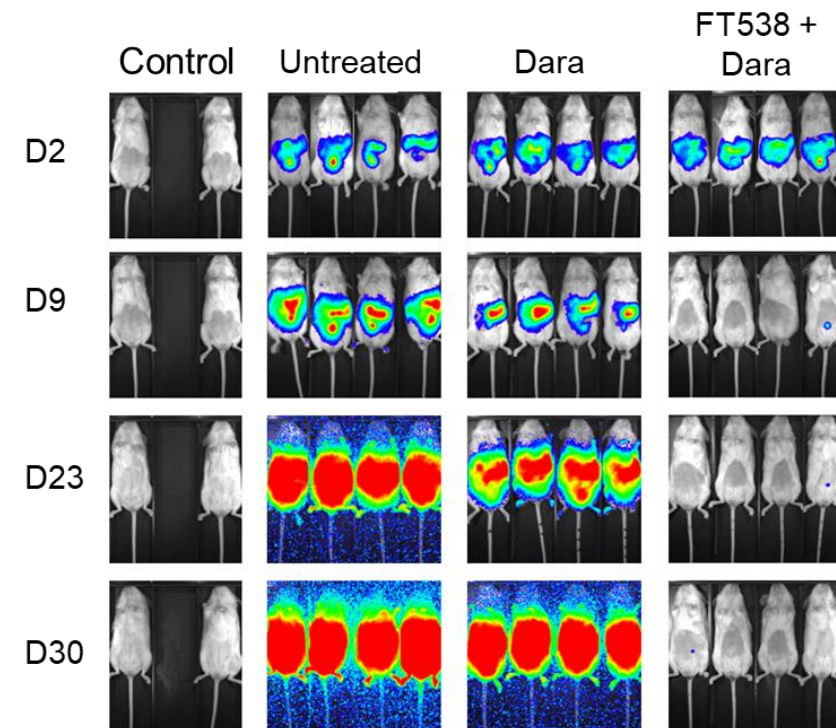 Control
Untreated
Dara
FT538 +
Dara
D2
D9
D23
D30